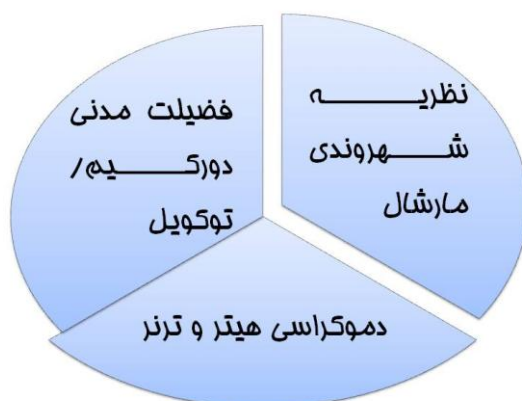 نظریه
شهروندی
مارشال
فضیلت مدنی
دورکیم/
توکویل
دموکراسی هیتر و ترنر